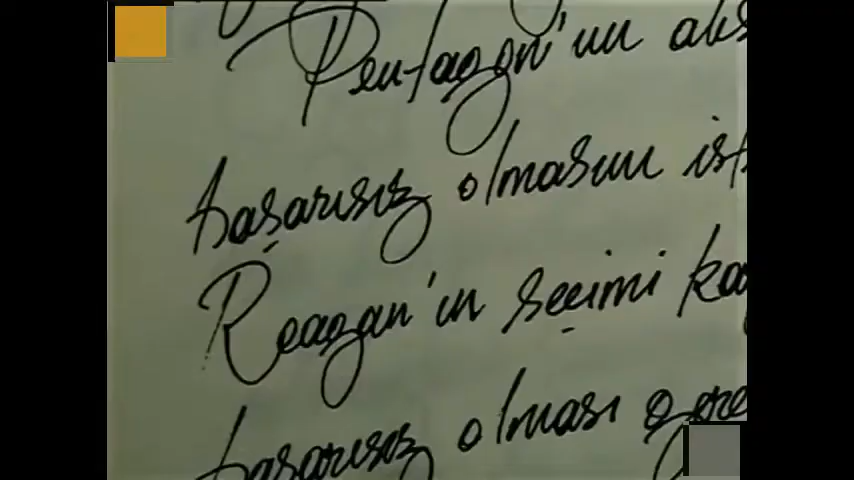 Pentagon'un
başarısız olmasını
Reagan'ın seçimi
başarısız olması